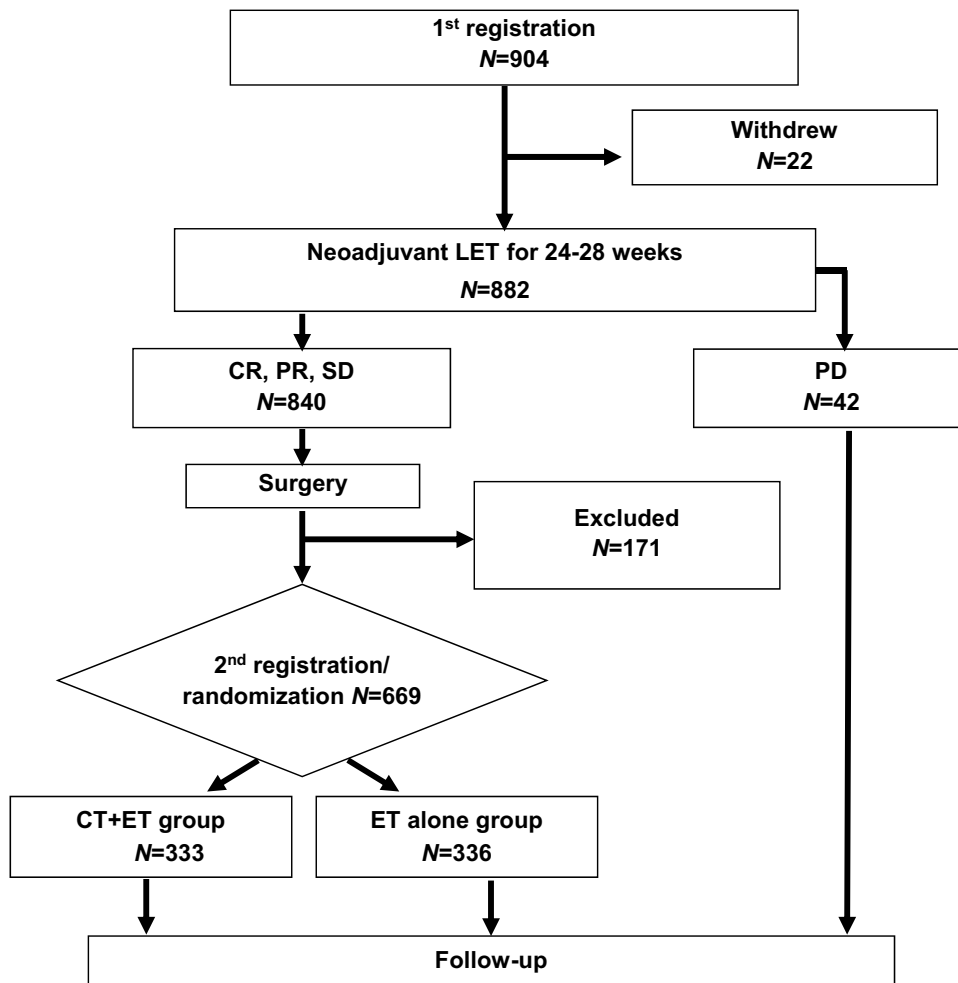 1st registration
N=904
Withdrew
N=22
Neoadjuvant LET for 24-28 weeks
N=882
CR, PR, SD
N=840
PD
N=42
Surgery
Excluded
N=171
2nd registration/
randomization N=669
CT+ET group
N=333
ET alone group
N=336
Follow-up